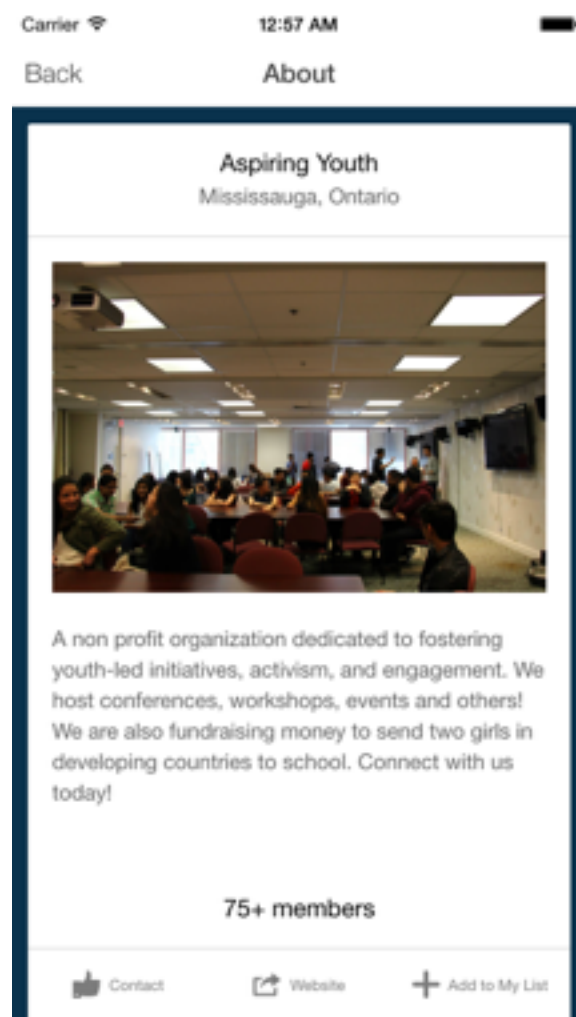 Carrier 12:57 AM
Back About
Aspiring Youth
Mississauga, Ontario
A non profit organization dedicated to fostering
youth-led initiatives, activism, and engagement. We
host conferences, workshops, events and others!
We are also fundraising money to send two girls in
developing countries to school. Connect with us
today!
75+ members
Contact Website Add to My List